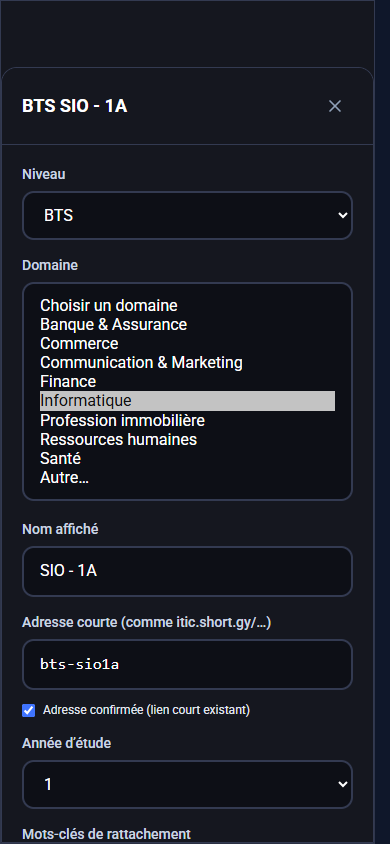 BTS SIO - 1A
Niveau
BTS
Domaine
Choisir un domaine
Banque & Assurance
Commerce
Communication & Marketing
Finance
Informatique
Profession immobilière
Ressources humaines
Santé
Autre…
Nom affiché
SIO - 1A
Adresse courte (comme itic.short.gy/…)
bts-sio1a
Adresse confirmée (lien court existant)
Année d’étude
1
Mots-clés de rattachement